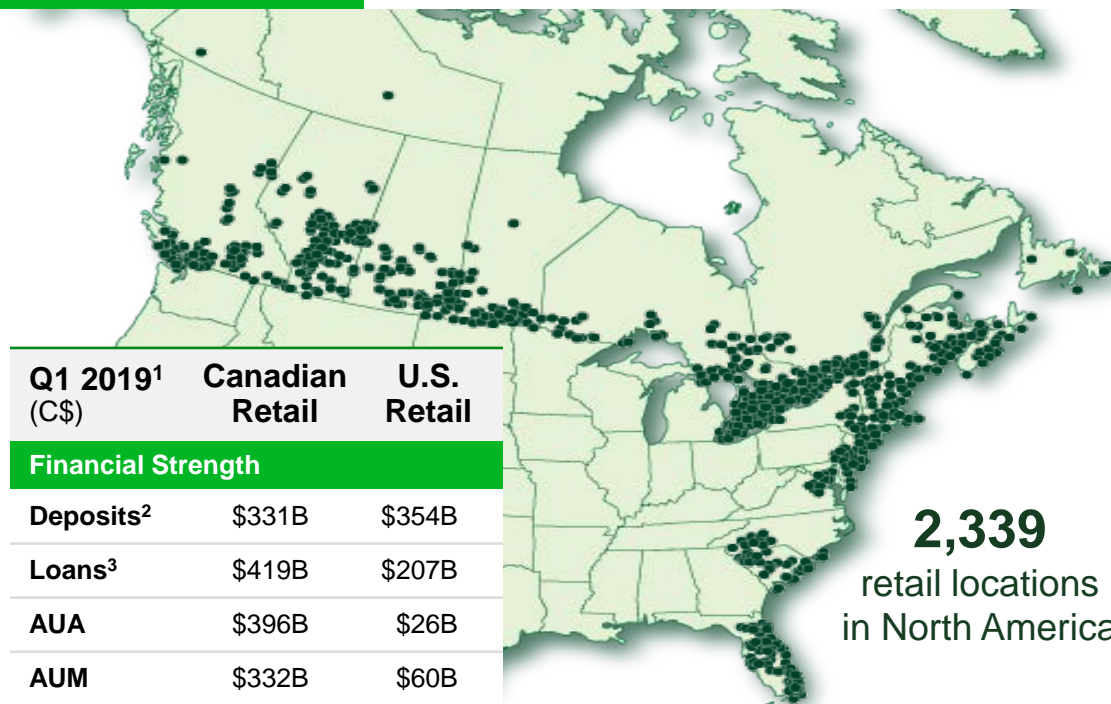 Q1 2019¹ Canadian Retail U.S. Retail
(C$)
Financial Strength
Deposits² $331B $354B
Loans³ $419B $207B
AUA $396B $26B
AUM $332B $60B
2,339
retail locations
in North America